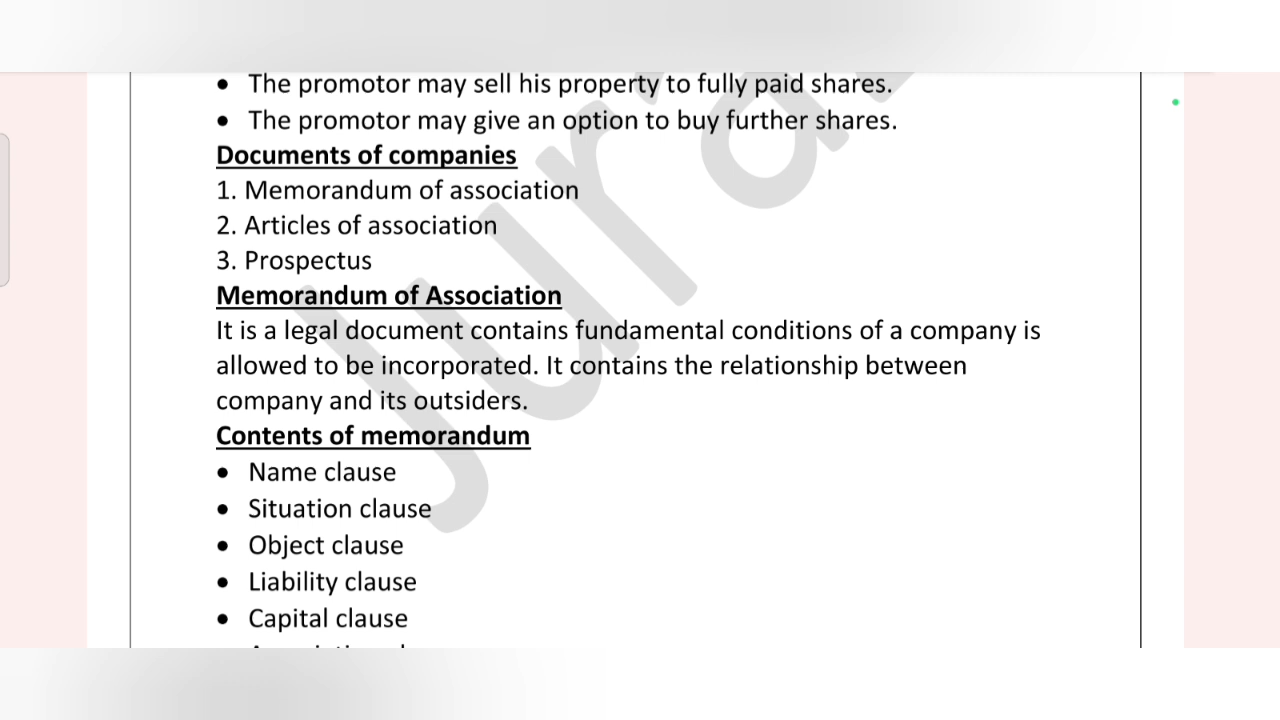 • The promotor may sell his property to fully paid shares.
• The promotor may give an option to buy further shares.
Documents of companies
1. Memorandum of association
2. Articles of association
3. Prospectus
Memorandum of Association
It is a legal document contains fundamental conditions of a company is
allowed to be incorporated. It contains the relationship between
company and its outsiders.
Contents of memorandum
• Name clause
• Situation clause
• Object clause
• Liability clause
• Capital clause